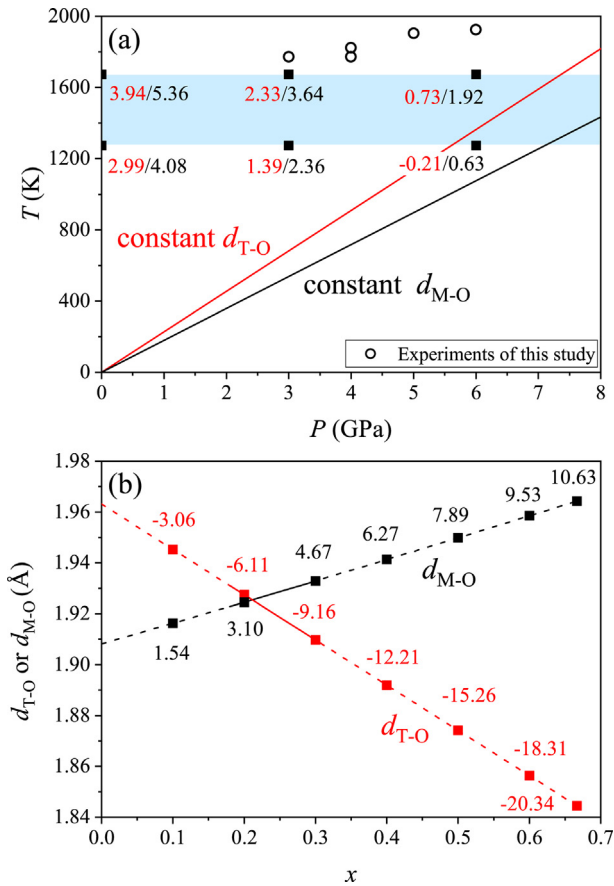 (a)
2000
1600
1200
800
400
0
T (K)
3.94/5.36
2.33/3.64
0.73/1.92
2.99/4.08
1.39/2.36
-0.21/0.63
constant dT-O
constant dM-O
Experiments of this study
0 2 4 6 8
P (GPa)
(b)
1.98
1.96
1.94
1.92
1.90
1.88
1.86
1.84
dT-O or dM-O (Å)
-3.06
-6.11
-9.16
-12.21
-15.26
-18.31
-20.34
1.54
3.10
4.67
6.27
7.89
9.53
10.63
dM-O
dT-O
0.0 0.1 0.2 0.3 0.4 0.5 0.6 0.7
x